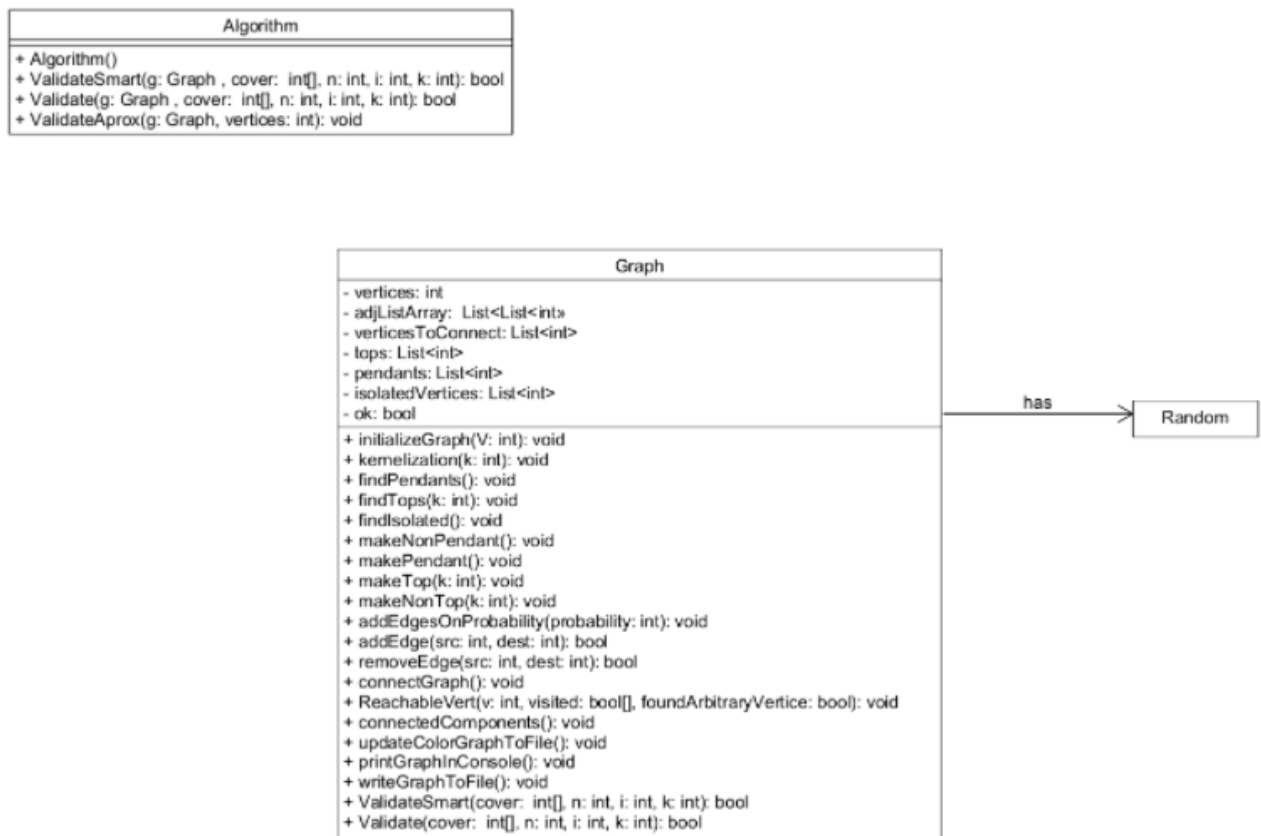 Algorithm
+ Algorithm()
+ ValidateSmart(g: Graph , cover:  int[], n: int, i: int, k: int): bool
+ Validate(g: Graph , cover:  int[], n: int, i: int, k: int): bool
+ ValidateAprox(g: Graph, vertices: int): void
Graph
- vertices: int
- adjListArray:  List<List<int»
- verticesToConnect: List<int>
- tops: List<int>
- pendants: List<int>
- isolatedVertices: List<int>
- ok: bool
+ initializeGraph(V: int): void
+ kernelization(k: int): void
+ findPendants(): void
+ findTops(k: int): void
+ findIsolated(): void
+ makeNonPendant(): void
+ makePendant(): void
+ makeTop(k: int): void
+ makeNonTop(k: int): void
+ addEdgesOnProbability(probability: int): void
+ addEdge(src: int, dest: int): bool
+ removeEdge(src: int, dest: int): bool
+ connectGraph(): void
+ ReachableVert(v: int, visited: bool[], foundArbitraryVertice: bool): void
+ connectedComponents(): void
+ updateColorGraphToFile(): void
+ printGraphInConsole(): void
+ writeGraphToFile(): void
+ ValidateSmart(cover:  int[], n: int, i: int, k: int): bool
+ Validate(cover:  int[], n: int, i: int, k: int): bool
has
Random